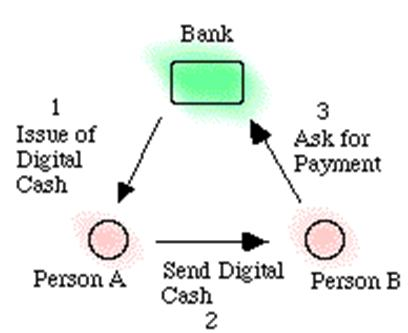 Bank
1
Issue of
Digital
Cash
3
Ask for
Payment
Person A
Send Digital
Cash
2
Person B